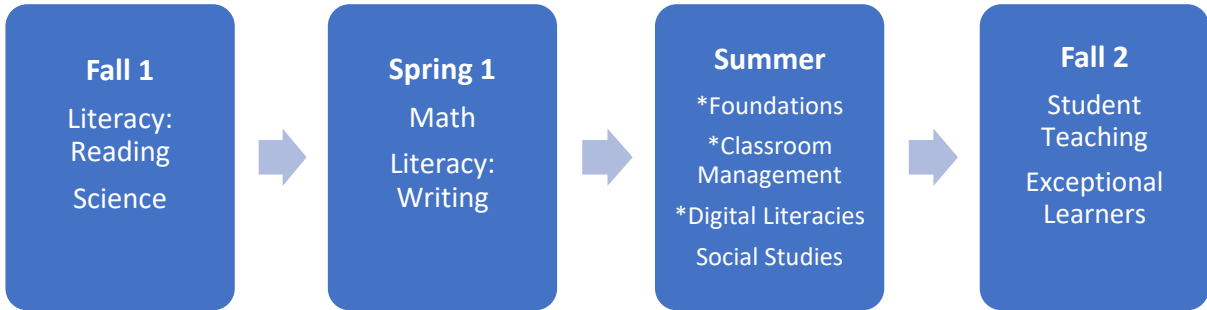 Fall 1
Literacy:
Reading
Science
Spring 1
Math
Literacy:
Writing
Summer
*Foundations
*Classroom
Management
*Digital Literacies
Social Studies
Fall 2
Student
Teaching
Exceptional
Learners